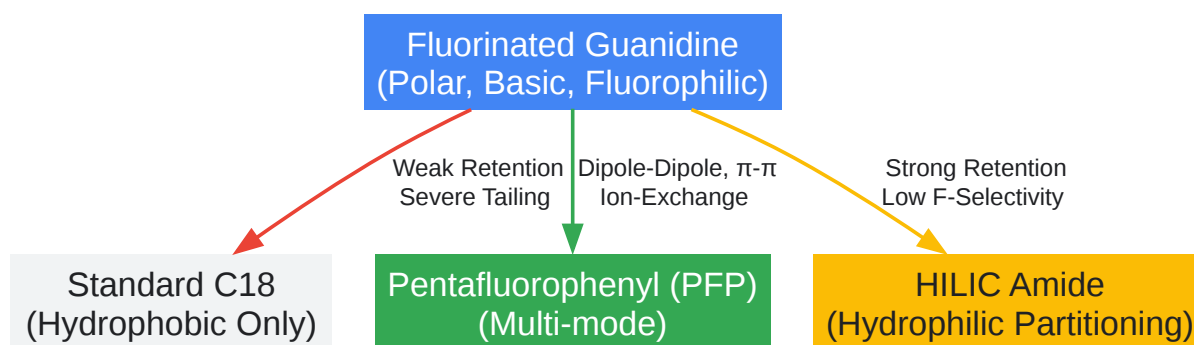 Fluorinated Guanidine
(Polar, Basic, Fluorophilic)
Weak Retention
Severe Tailing
Dipole-Dipole, π-π
Ion-Exchange
Strong Retention
Low F-Selectivity
Standard C18
(Hydrophobic Only)
Pentafluorophenyl (PFP)
(Multi-mode)
HILIC Amide
(Hydrophilic Partitioning)